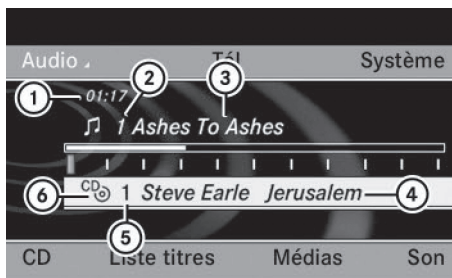 Audio Tél Système
1 01:17 2 3
1 Ashes To Ashes
6 CD 1 Steve Earle Jerusalem 4
5
CD Liste titres Médias Son